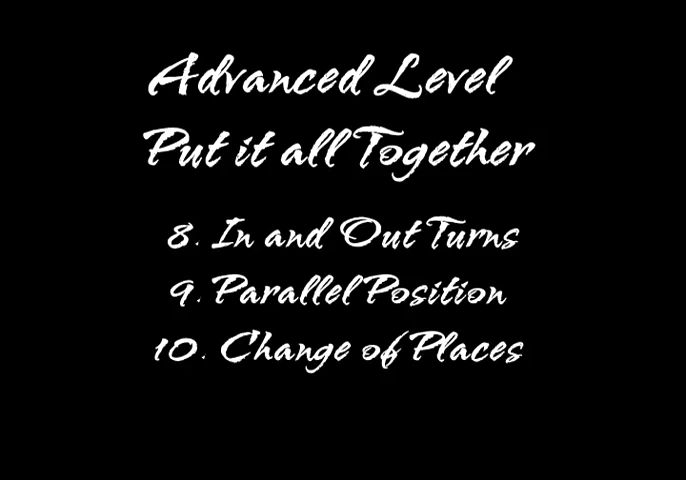 Advanced Level
Put it all Together
8. In and Out Turns
9. Parallel Position
10. Change of Places